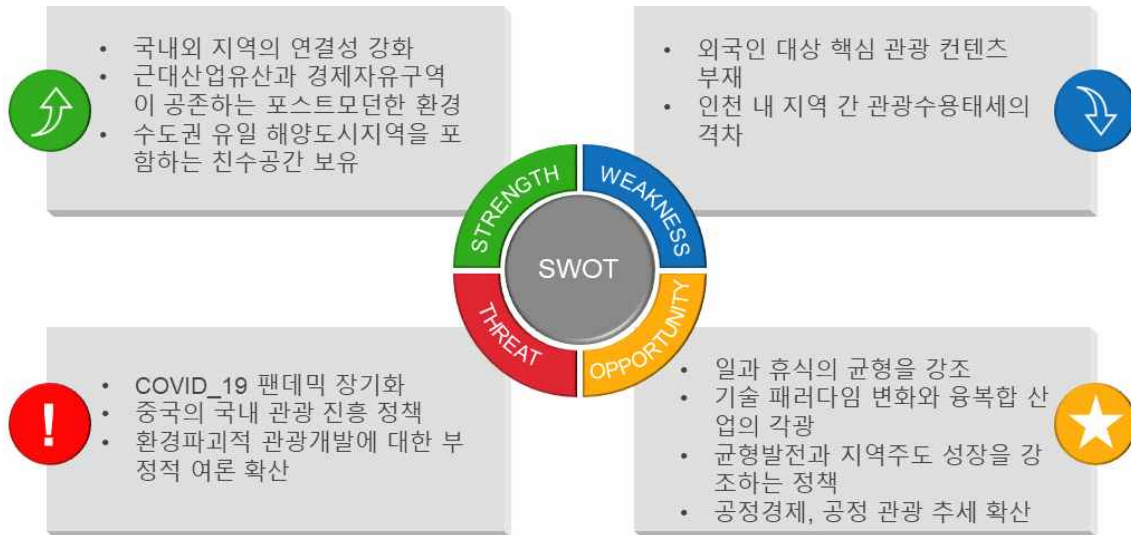 • 국내외 지역의 연결성 강화
• 근대산업유산과 경제자유구역
이 공존하는 포스트모던한 환경
• 수도권 유일 해양도시지역을 포
함하는 친수공간 보유
• 외국인 대상 핵심 관광 컨텐츠
부재
• 인천 내 지역 간 관광수용태세의
격차
STRENGTH
WEAKNESS
SWOT
THREAT
OPPORTUNITY
!
• COVID_19 팬데믹 장기화
• 중국의 국내 관광 진흥 정책
• 환경파괴적 관광개발에 대한 부
정적 여론 확산
• 일과 휴식의 균형을 강조
• 기술 패러다임 변화와 융복합 산
업의 각광
• 균형발전과 지역주도 성장을 강
조하는 정책
• 공정경제, 공정 관광 추세 확산